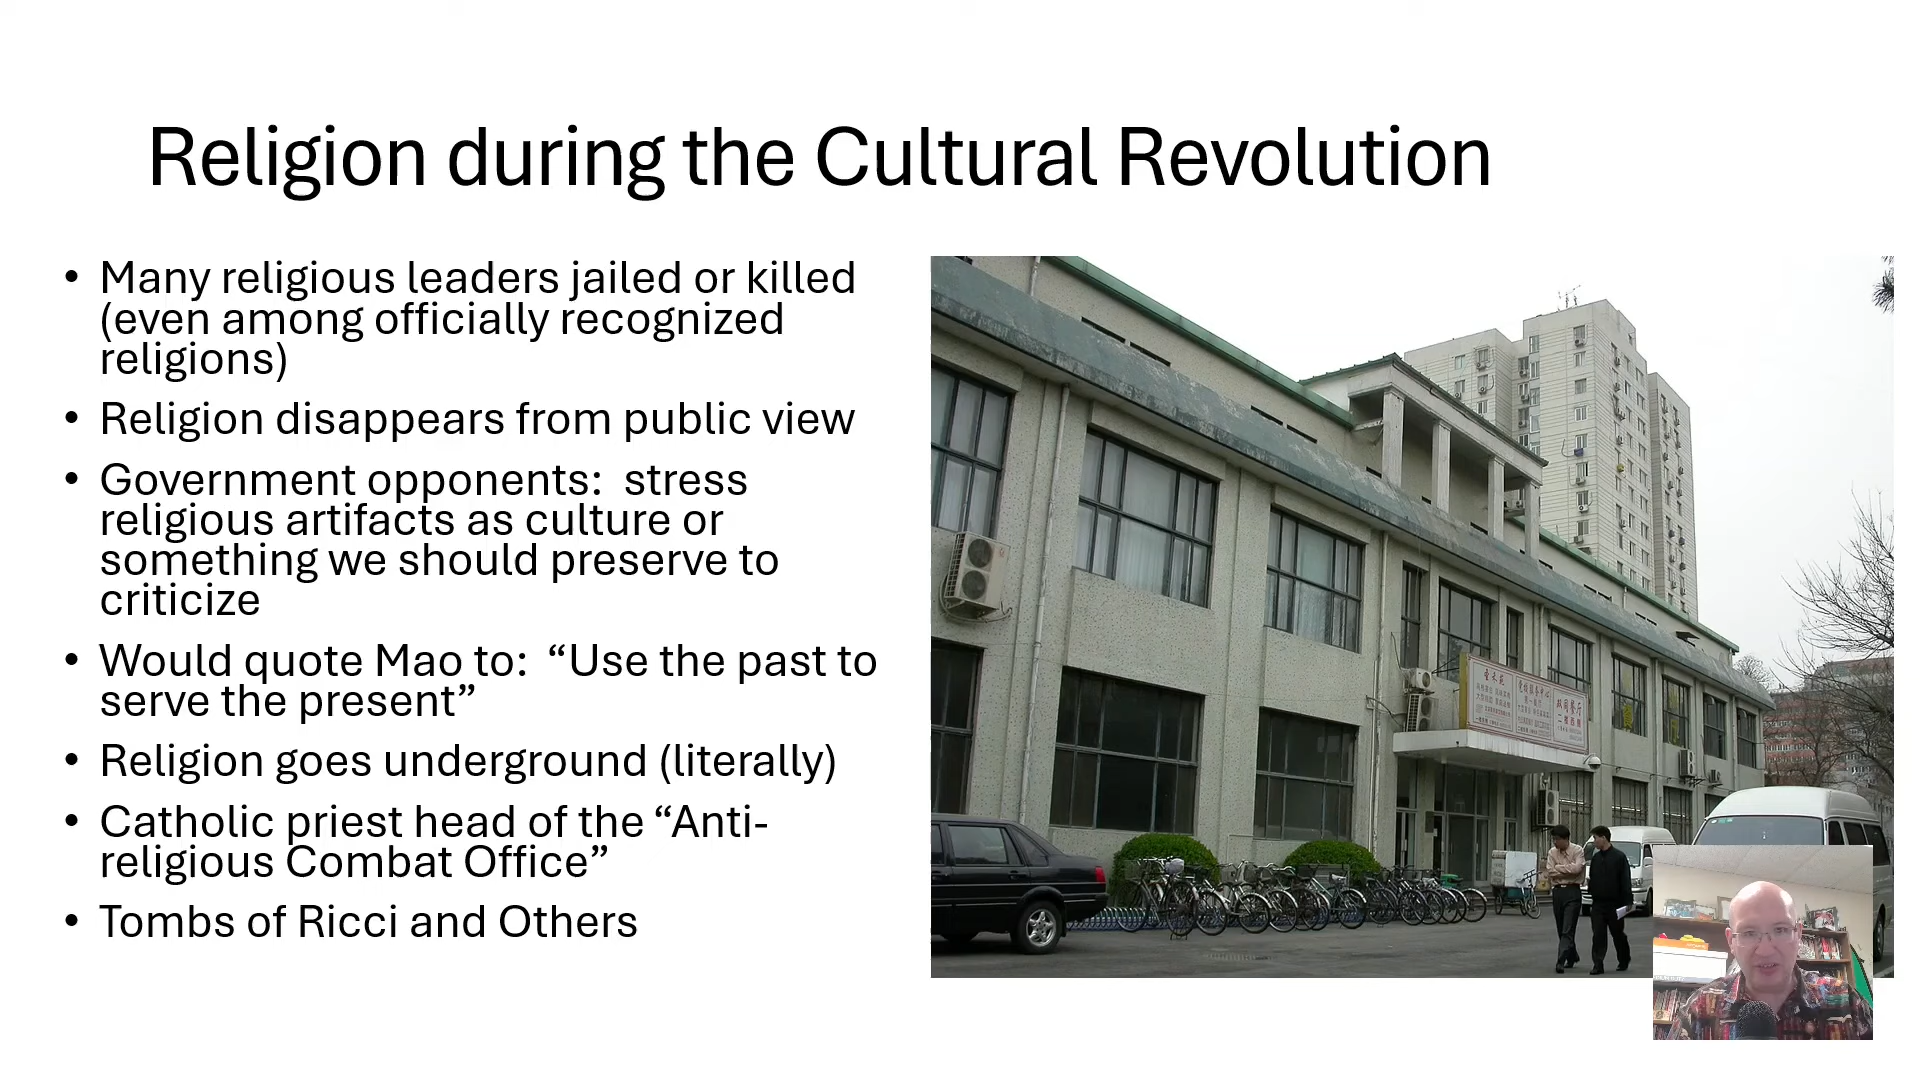 Religion during the Cultural Revolution
• Many religious leaders jailed or killed
(even among officially recognized
religions)
• Religion disappears from public view
• Government opponents:  stress
religious artifacts as culture or
something we should preserve to
criticize
• Would quote Mao to:  “Use the past to
serve the present”
• Religion goes underground (literally)
• Catholic priest head of the “Anti-
religious Combat Office”
• Tombs of Ricci and Others